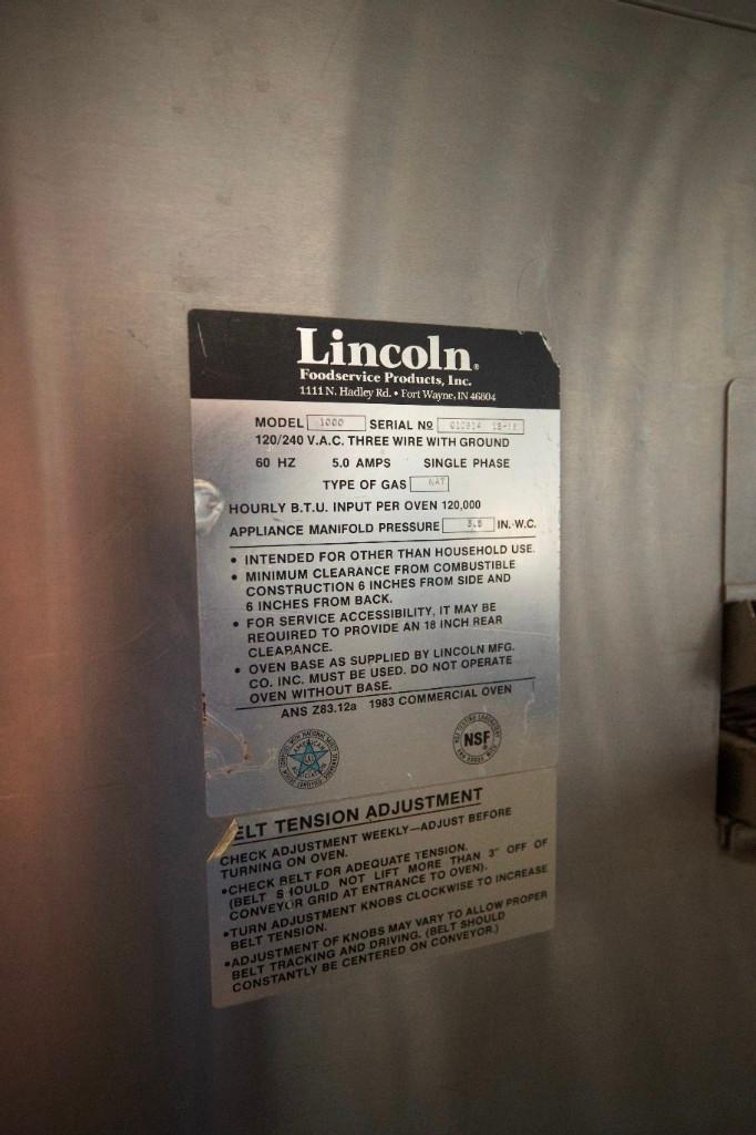 Lincoln®
Foodservice Products, Inc.
1111 N. Hadley Rd. • Fort Wayne, IN 46804
MODEL 1000 SERIAL Nº
120/240 V.A.C. THREE WIRE WITH GROUND
60 HZ 5.0 AMPS SINGLE PHASE
TYPE OF GAS NAT
HOURLY B.T.U. INPUT PER OVEN 120,000
APPLIANCE MANIFOLD PRESSURE 3.5 IN.-W.C.
• INTENDED FOR OTHER THAN HOUSEHOLD USE.
• MINIMUM CLEARANCE FROM COMBUSTIBLE
CONSTRUCTION 6 INCHES FROM SIDE AND
6 INCHES FROM BACK.
• FOR SERVICE ACCESSIBILITY, IT MAY BE
REQUIRED TO PROVIDE AN 18 INCH REAR
CLEARANCE.
• OVEN BASE AS SUPPLIED BY LINCOLN MFG.
CO. INC. MUST BE USED. DO NOT OPERATE
OVEN WITHOUT BASE.
ANS Z83.12a 1983 COMMERCIAL OVEN
NSF
BELT TENSION ADJUSTMENT
CHECK ADJUSTMENT WEEKLY—ADJUST BEFORE
TURNING ON OVEN.
•CHECK BELT FOR ADEQUATE TENSION.
(BELT SHOULD NOT LIFT MORE THAN 3" OFF OF
CONVEYOR GRID AT ENTRANCE TO OVEN).
•TURN ADJUSTMENT KNOBS CLOCKWISE TO INCREASE
BELT TENSION.
•ADJUSTMENT OF KNOBS MAY VARY TO ALLOW PROPER
BELT TRACKING AND DRIVING. (BELT SHOULD
CONSTANTLY BE CENTERED ON CONVEYOR.)